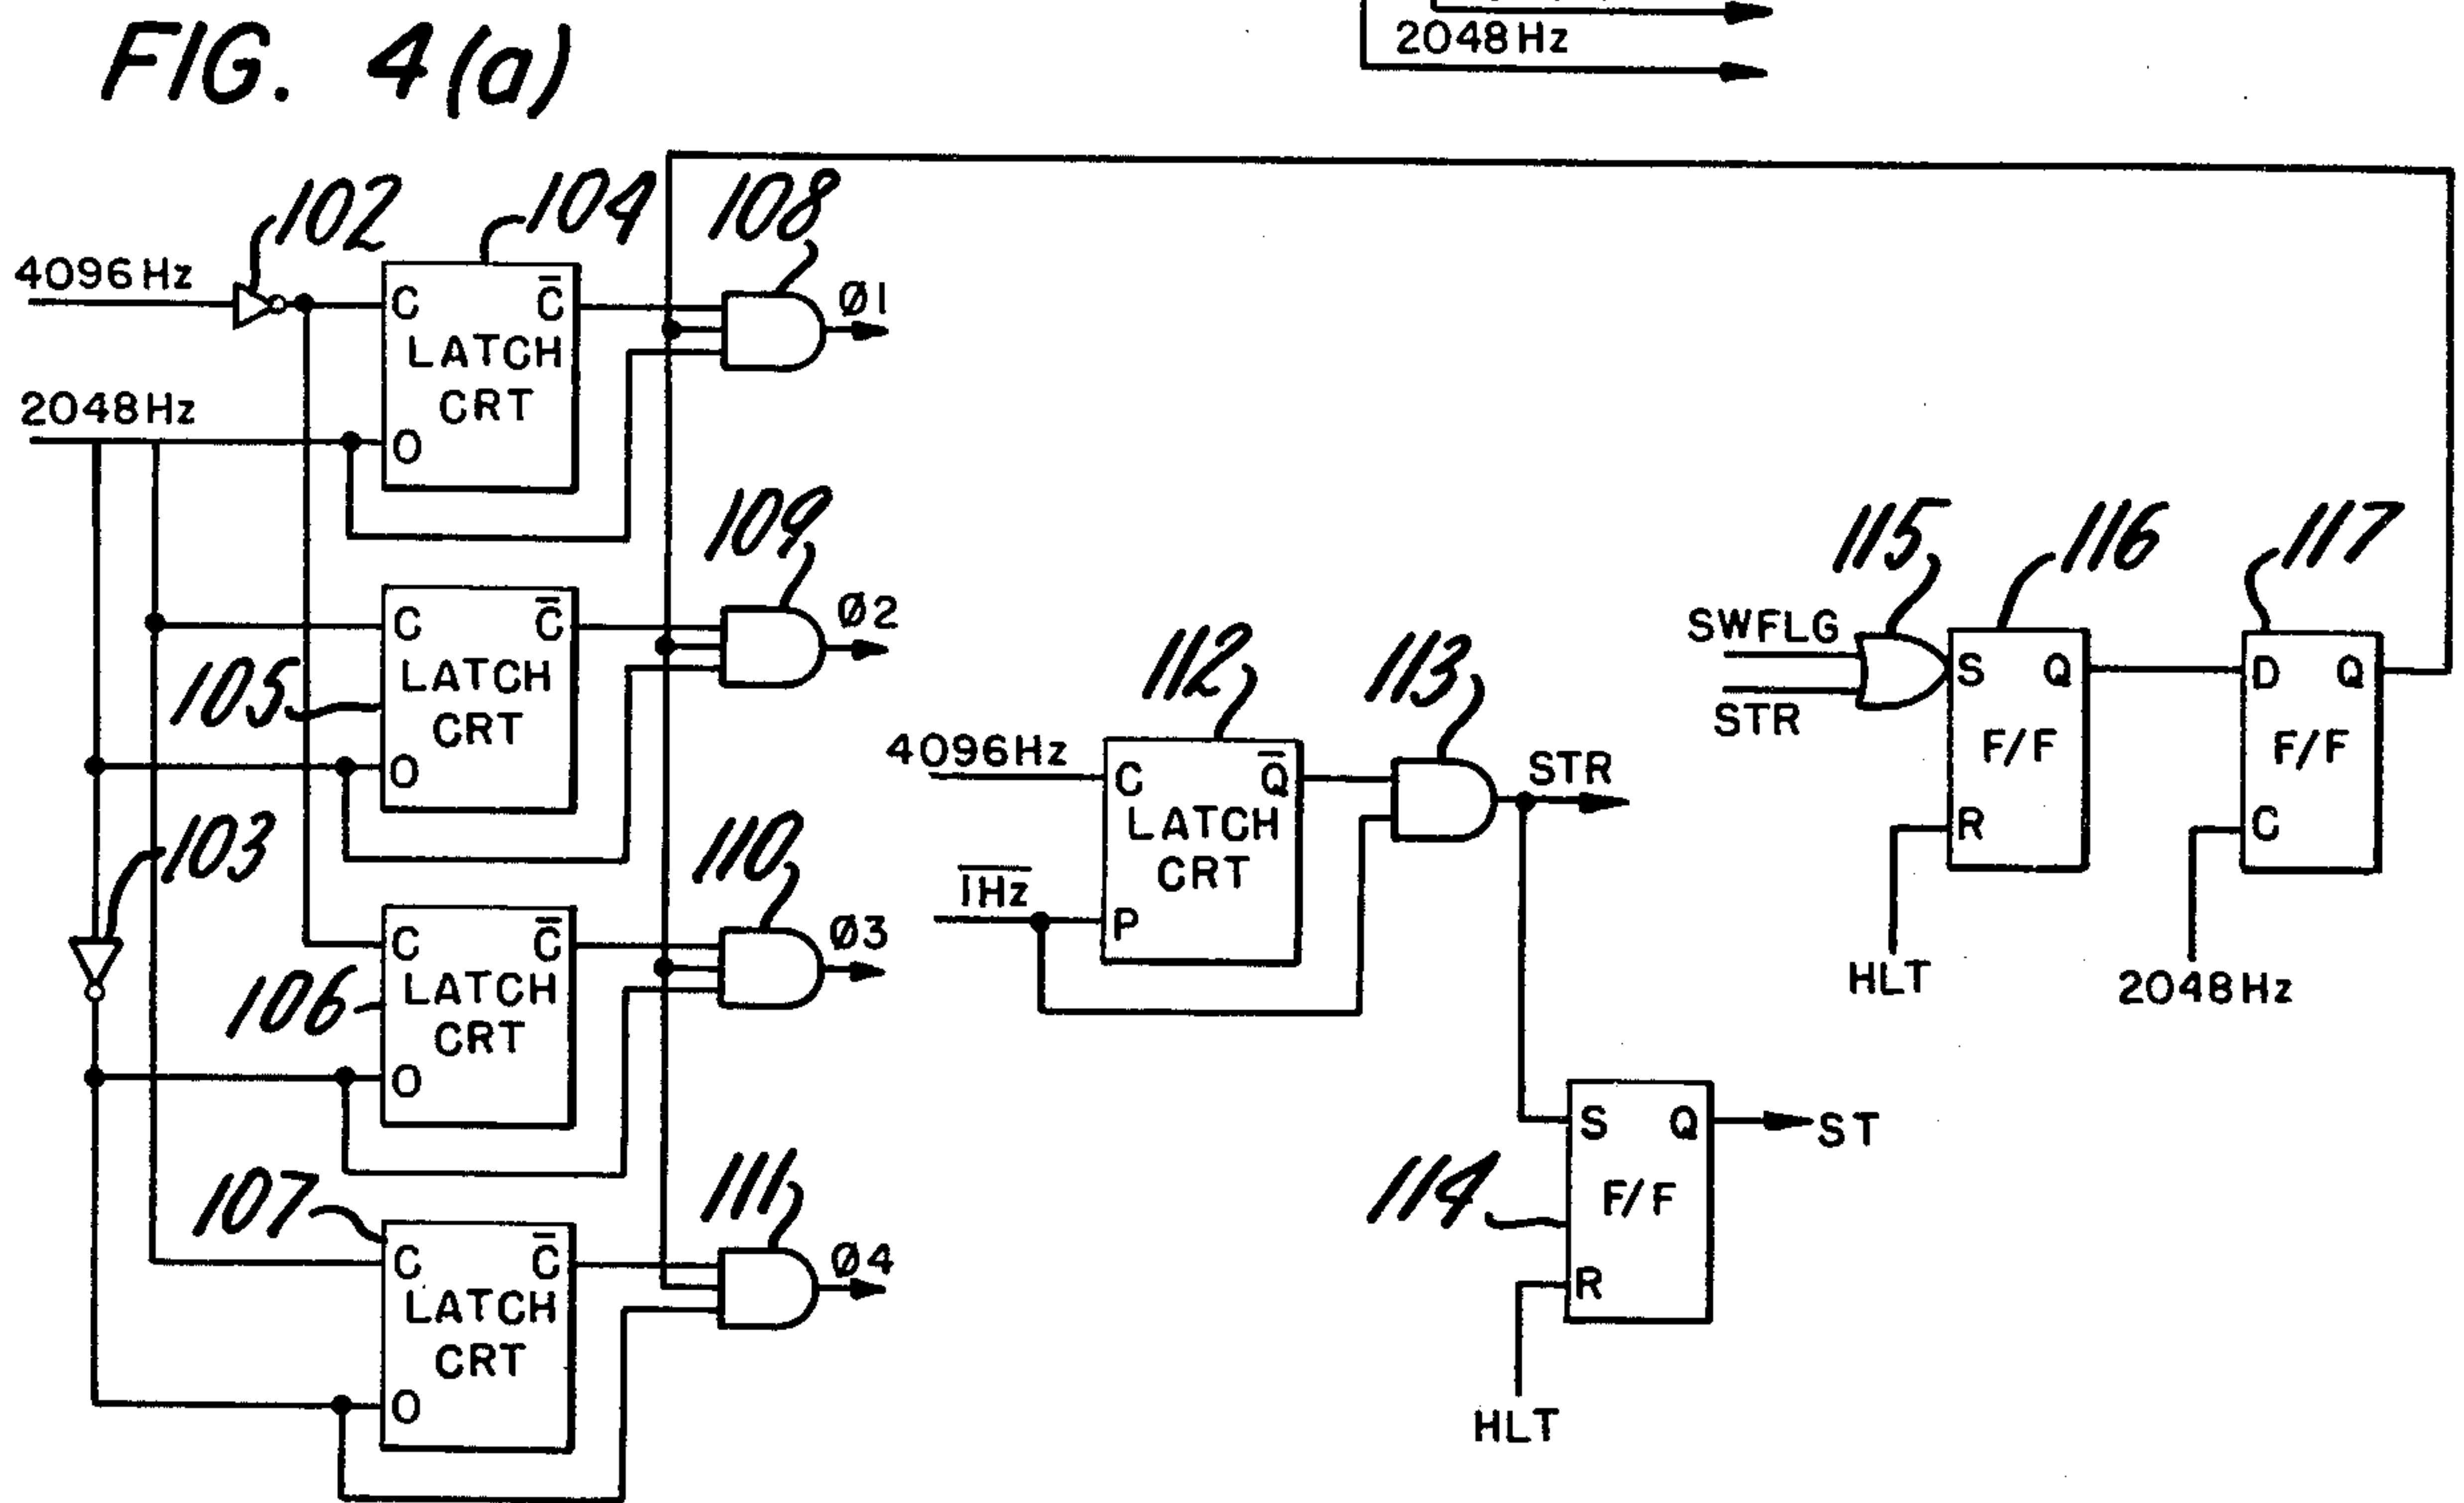 FIG. 4(a)
2048Hz
102
104
108
4096Hz
C
C̅
Ø1
LATCH
CRT
2048Hz
O
109
C
C̅
Ø2
105
LATCH
CRT
O
103
110
C
C̅
Ø3
106
LATCH
CRT
O
107
111
C
C̅
Ø4
LATCH
CRT
O
112
113
4096Hz
C
Q̅
STR
LATCH
CRT
1̅H̅z̅
P
114
S
Q
ST
F/F
R
HLT
115
116
117
SWFLG
STR
S
Q
F/F
R
HLT
D
Q
F/F
C
2048Hz